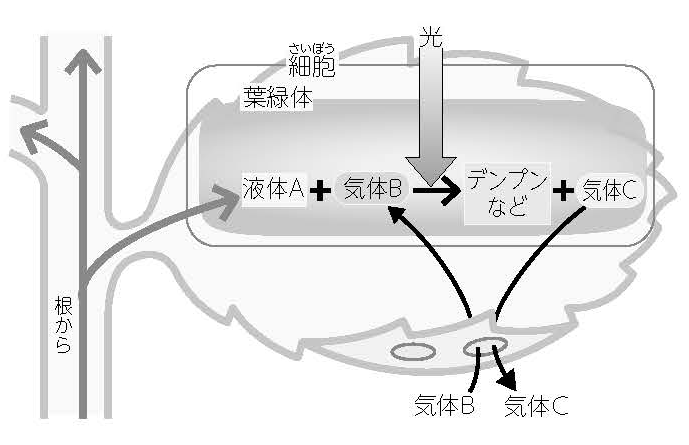 光
さいぼう
細胞
葉緑体
液体A + 気体B → デンプン + 気体C
など
根から
気体B 気体C